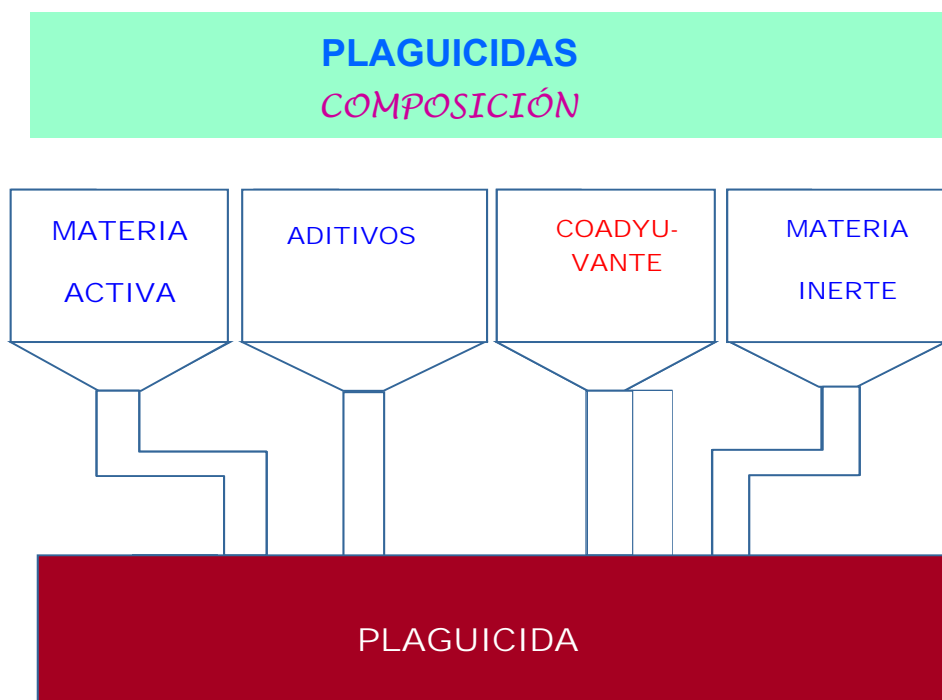 PLAGUICIDAS
COMPOSICIÓN
MATERIA
ACTIVA
ADITIVOS
COADYU-
VANTE
MATERIA
INERTE
PLAGUICIDA